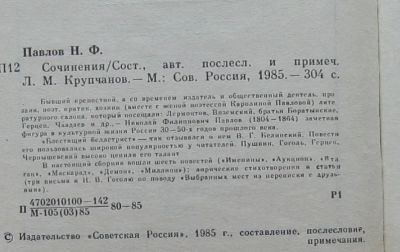 Павлов Н. Ф.
П12 Сочинения/Сост., авт. послесл. и примеч.
Л. М. Крупчанов.— М.: Сов. Россия, 1985.— 304 с.
Бывший крепостной, а со временем издатель и общественный деятель, про-
заик, поэт, критик, хозяин (вместе с женой поэтессой Каролиной Павловой) лите-
ратурного салона, который посещали: Лермонтов, Вяземский, братья Боратынские,
Герцен, Чаадаев и др.— Николай Филиппович Павлов (1804—1864) заметная
фигура в культурной жизни России 30—50-х годов прошлого века.
«Блестящий беллетрист»,— так отзывался о нем В. Г. Белинский. Повести
его пользовались широкой популярностью у читателей. Пушкин, Гоголь, Герцен,
Чернышевский высоко ценили его талант.
В настоящий сборник вошли шесть повестей («Именины», «Аукцион», «Ята-
ган», «Маскарад», «Демон», «Миллион»); лирические стихотворения и статьи
(три письма к Н. В. Гоголю по поводу «Выбранных мест из переписки с друзь-
ями»).
П 4702010100—142 80—85 Р1
М-105(03)85
© Издательство «Советская Россия», 1985 г., составление, послесловие,
примечания.